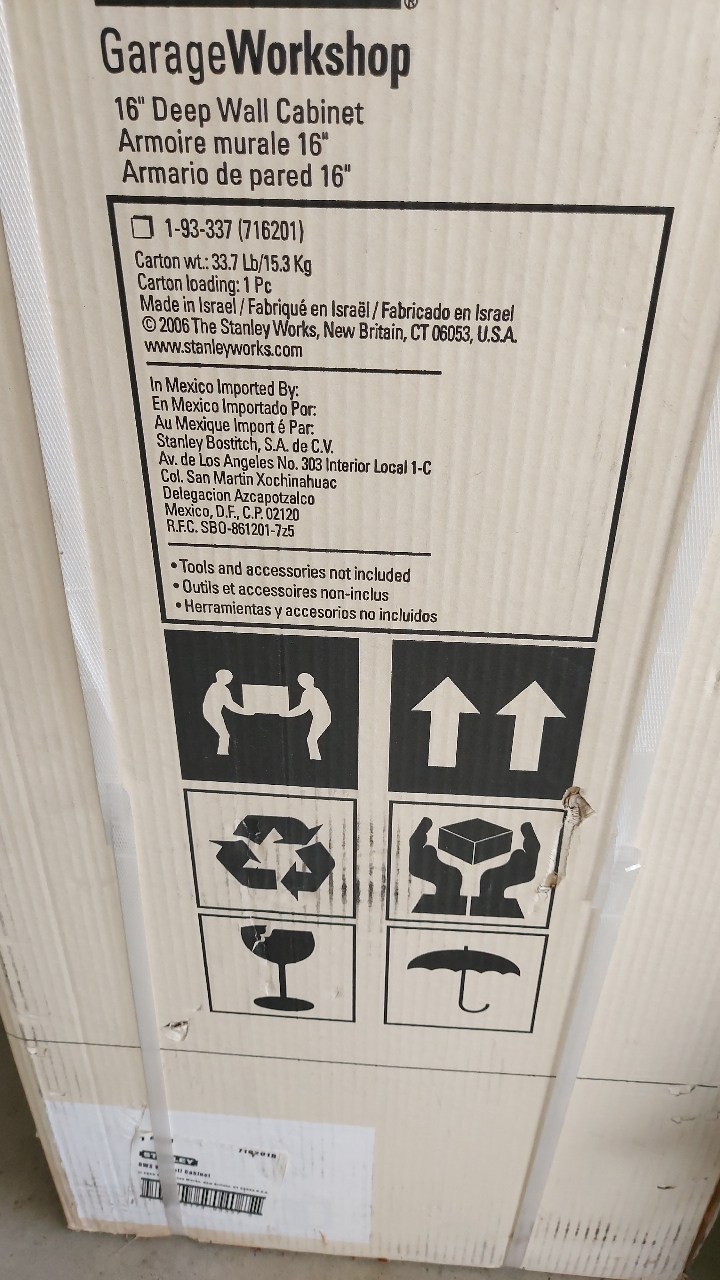 ®
GarageWorkshop
16" Deep Wall Cabinet
Armoire murale 16"
Armario de pared 16"
1-93-337 (716201)
Carton wt.: 33.7 Lb/15.3 Kg
Carton loading: 1 Pc
Made in Israel / Fabriqué en Israël / Fabricado en Israel
© 2006 The Stanley Works, New Britain, CT 06053, U.S.A.
www.stanleyworks.com
In Mexico Imported By:
En Mexico Importado Por:
Au Mexique Import é Par:
Stanley Bostitch, S.A. de C.V.
Av. de Los Angeles No. 303 Interior Local 1-C
Col. San Martin Xochinahuac
Delegacion Azcapotzalco
Mexico, D.F., C.P. 02120
R.F.C. SBO-861201-7z5
• Tools and accessories not included
• Outils et accessoires non-inclus
• Herramientas y accesorios no incluidos
STANLEY
Cabinet